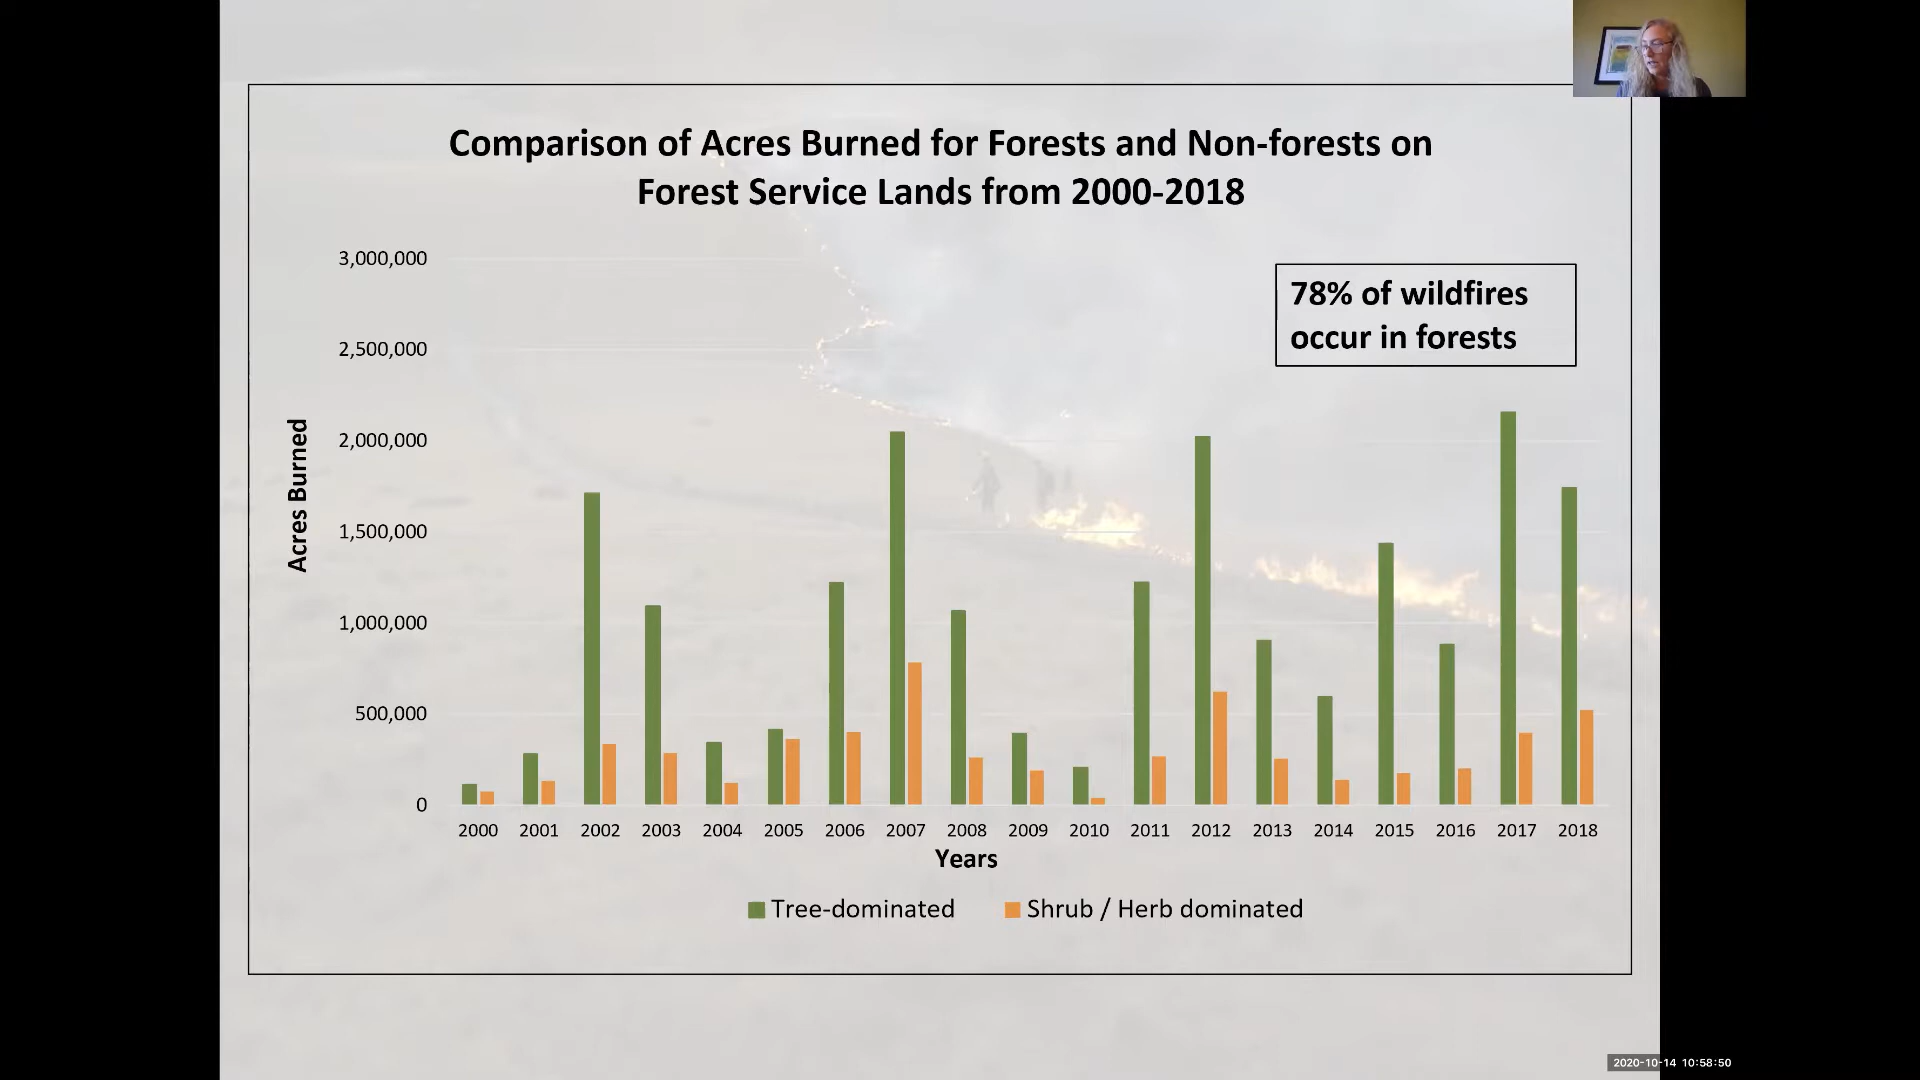 Comparison of Acres Burned for Forests and Non-forests on
Forest Service Lands from 2000-2018
3,000,000
78% of wildfires
occur in forests
2,500,000
2,000,000
Acres Burned
1,500,000
1,000,000
500,000
0
2000 2001 2002 2003 2004 2005 2006 2007 2008 2009 2010 2011 2012 2013 2014 2015 2016 2017 2018
Years
Tree-dominated Shrub / Herb dominated
2020-10-14 10:58:50